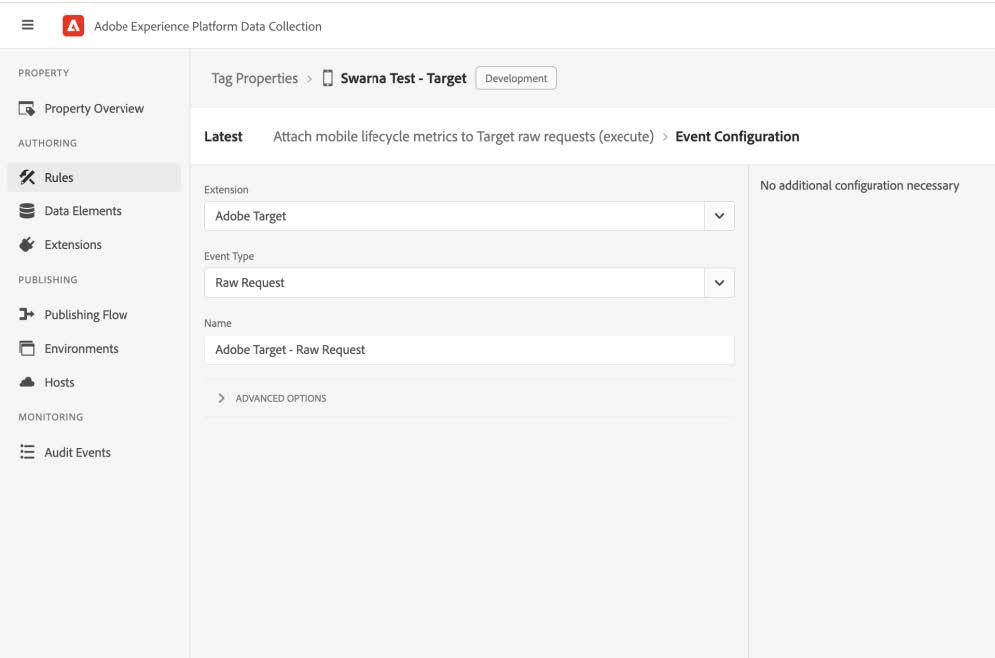 Adobe Experience Platform Data Collection
PROPERTY
Property Overview
AUTHORING
Rules
Data Elements
Extensions
PUBLISHING
Publishing Flow
Environments
Hosts
MONITORING
Audit Events
Tag Properties > Swarna Test - Target Development
Latest Attach mobile lifecycle metrics to Target raw requests (execute) > Event Configuration
Extension
Adobe Target
Event Type
Raw Request
Name
Adobe Target - Raw Request
ADVANCED OPTIONS
No additional configuration necessary